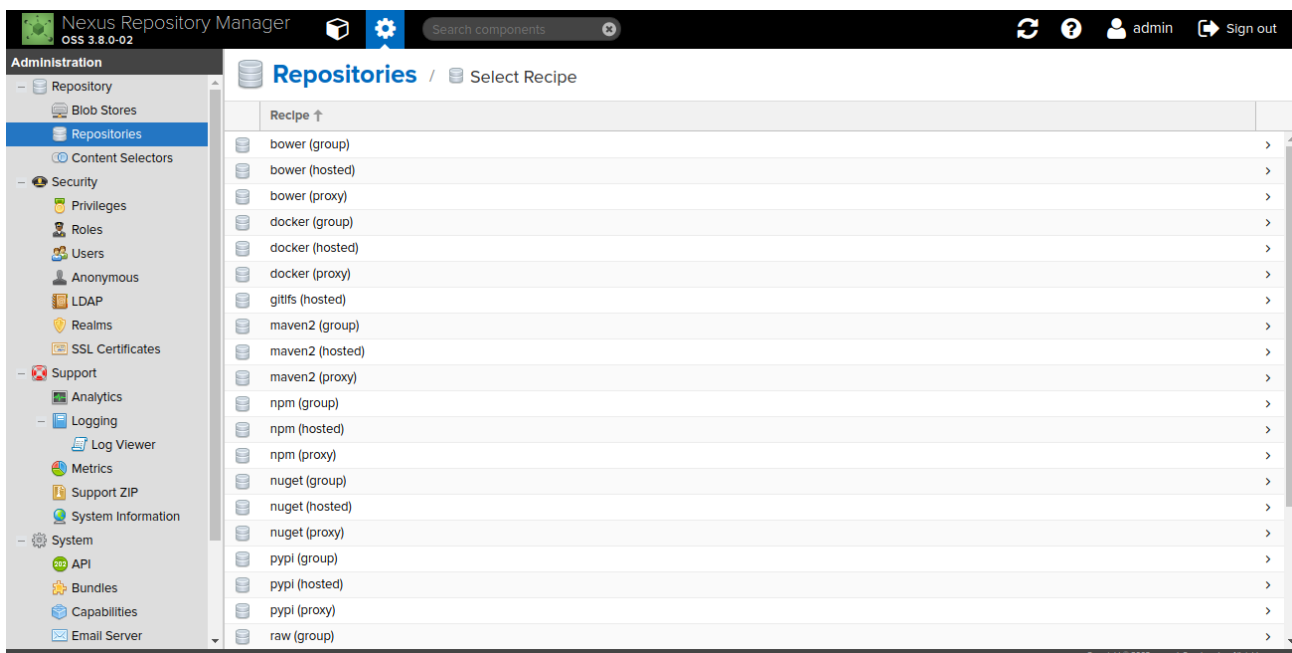 Nexus Repository Manager
OSS 3.8.0-02
Search components
admin
Sign out
Administration
Repository
Blob Stores
Repositories
Content Selectors
Security
Privileges
Roles
Users
Anonymous
LDAP
Realms
SSL Certificates
Support
Analytics
Logging
Log Viewer
Metrics
Support ZIP
System Information
System
API
Bundles
Capabilities
Email Server
Repositories / Select Recipe
Recipe
bower (group)
bower (hosted)
bower (proxy)
docker (group)
docker (hosted)
docker (proxy)
gitlfs (hosted)
maven2 (group)
maven2 (hosted)
maven2 (proxy)
npm (group)
npm (hosted)
npm (proxy)
nuget (group)
nuget (hosted)
nuget (proxy)
pypi (group)
pypi (hosted)
pypi (proxy)
raw (group)